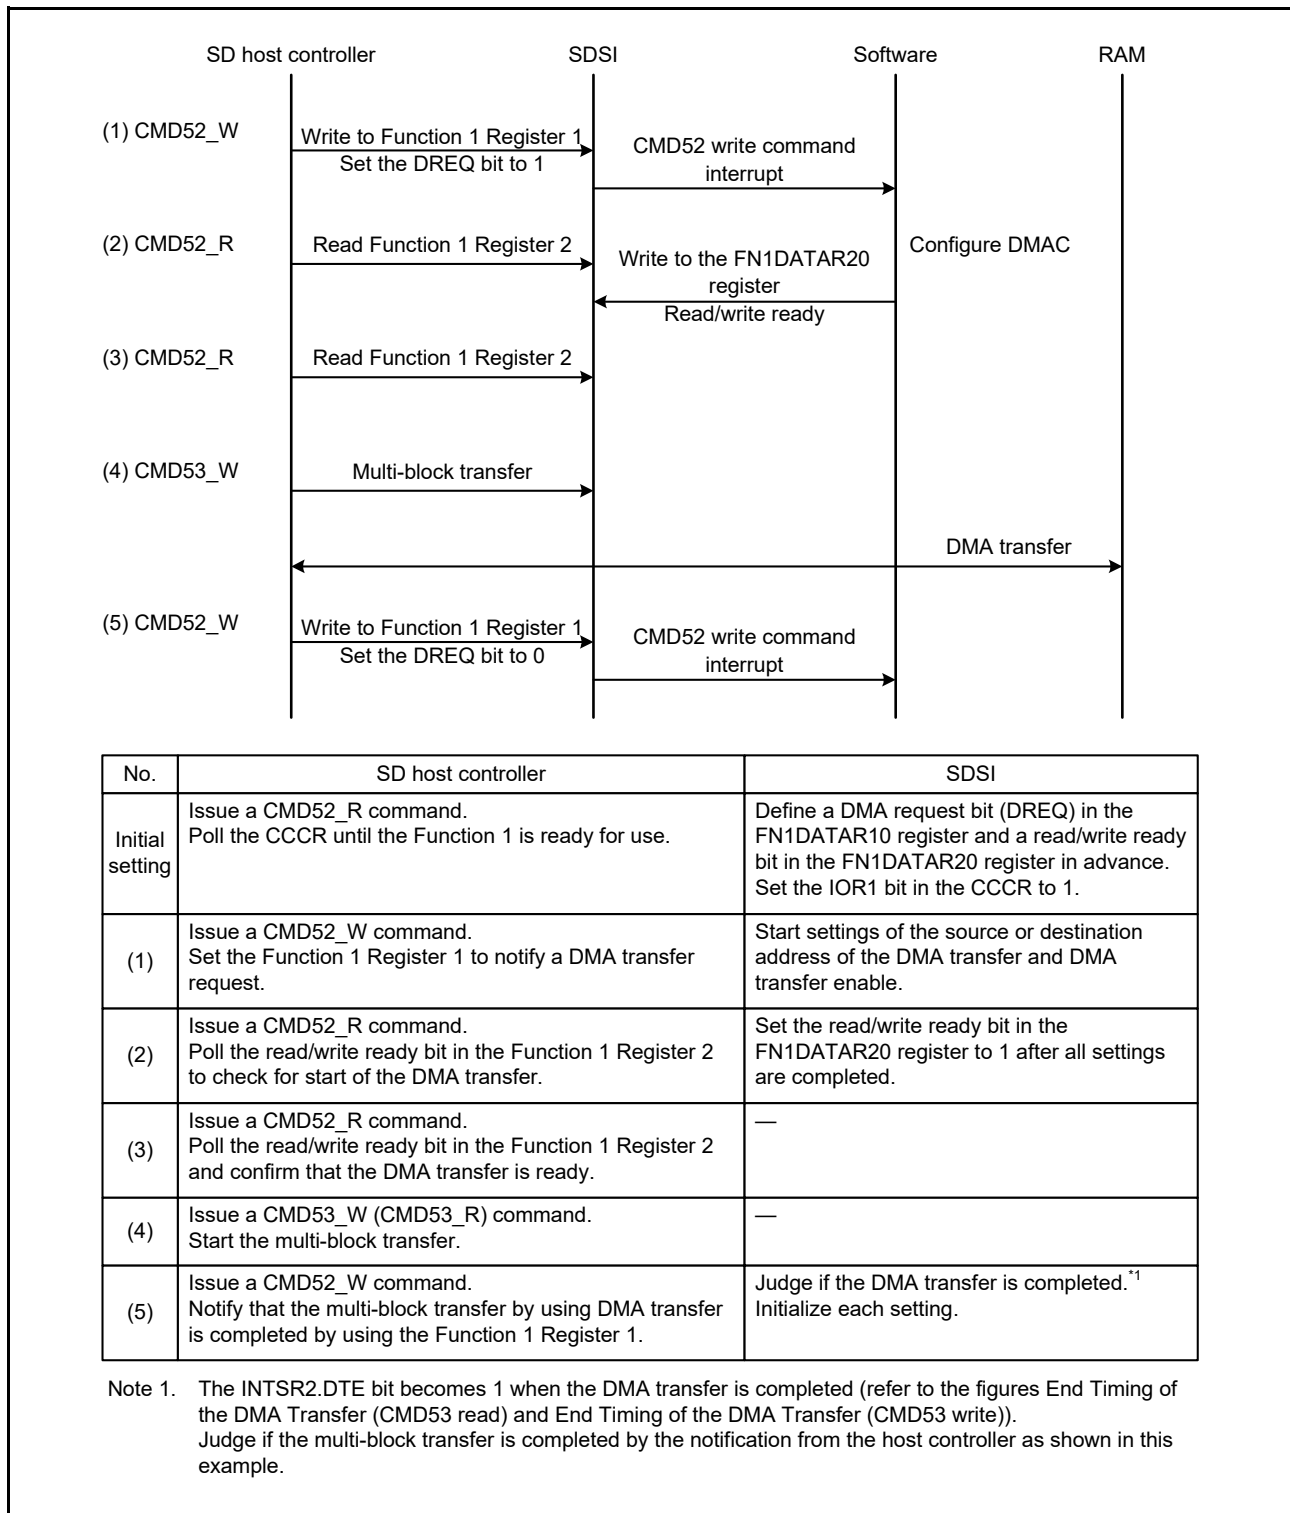 SD host controller SDSI Software RAM
(1) CMD52_W
Write to Function 1 Register 1
Set the DREQ bit to 1
CMD52 write command
interrupt
(2) CMD52_R
Read Function 1 Register 2
Write to the FN1DATAR20
register
Read/write ready
Configure DMAC
(3) CMD52_R
Read Function 1 Register 2
(4) CMD53_W
Multi-block transfer
DMA transfer
(5) CMD52_W
Write to Function 1 Register 1
Set the DREQ bit to 0
CMD52 write command
interrupt
No. SD host controller SDSI
Initial
setting
Issue a CMD52_R command.
Poll the CCCR until the Function 1 is ready for use.
Define a DMA request bit (DREQ) in the
FN1DATAR10 register and a read/write ready
bit in the FN1DATAR20 register in advance.
Set the IOR1 bit in the CCCR to 1.
(1)
Issue a CMD52_W command.
Set the Function 1 Register 1 to notify a DMA transfer
request.
Start settings of the source or destination
address of the DMA transfer and DMA
transfer enable.
(2)
Issue a CMD52_R command.
Poll the read/write ready bit in the Function 1 Register 2
to check for start of the DMA transfer.
Set the read/write ready bit in the
FN1DATAR20 register to 1 after all settings
are completed.
(3)
Issue a CMD52_R command.
Poll the read/write ready bit in the Function 1 Register 2
and confirm that the DMA transfer is ready.
—
(4)
Issue a CMD53_W (CMD53_R) command.
Start the multi-block transfer.
—
(5)
Issue a CMD52_W command.
Notify that the multi-block transfer by using DMA transfer
is completed by using the Function 1 Register 1.
Judge if the DMA transfer is completed.*1
Initialize each setting.
Note 1. The INTSR2.DTE bit becomes 1 when the DMA transfer is completed (refer to the figures End Timing of
the DMA Transfer (CMD53 read) and End Timing of the DMA Transfer (CMD53 write)).
Judge if the multi-block transfer is completed by the notification from the host controller as shown in this
example.